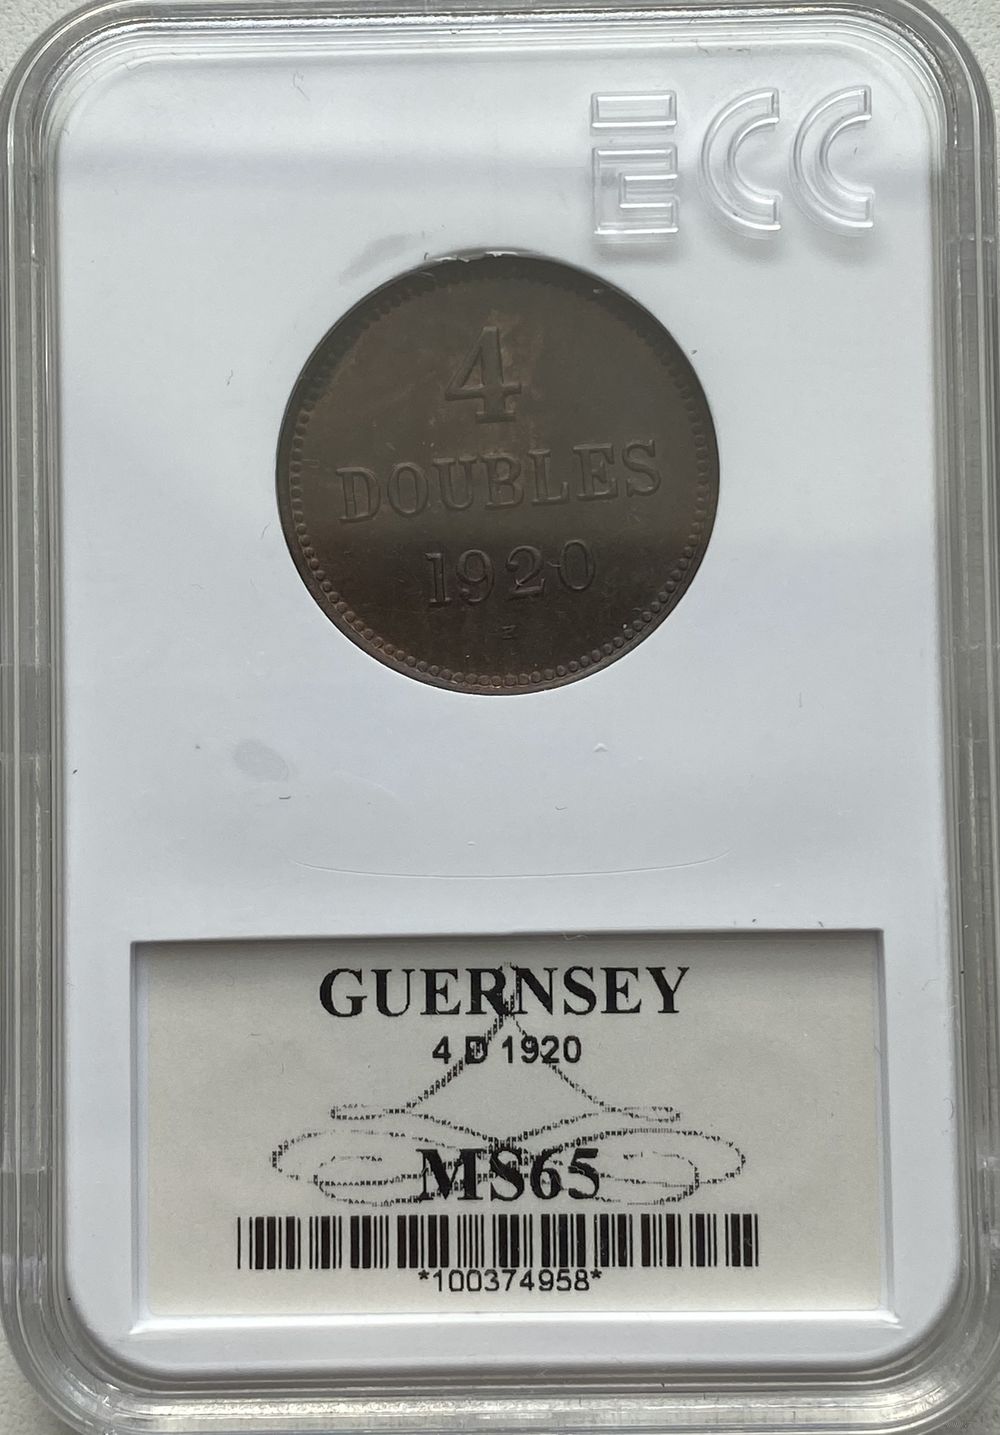 ECC
4
DOUBLES
1920
H
GUERNSEY
4 D 1920
MS65
*100374958*